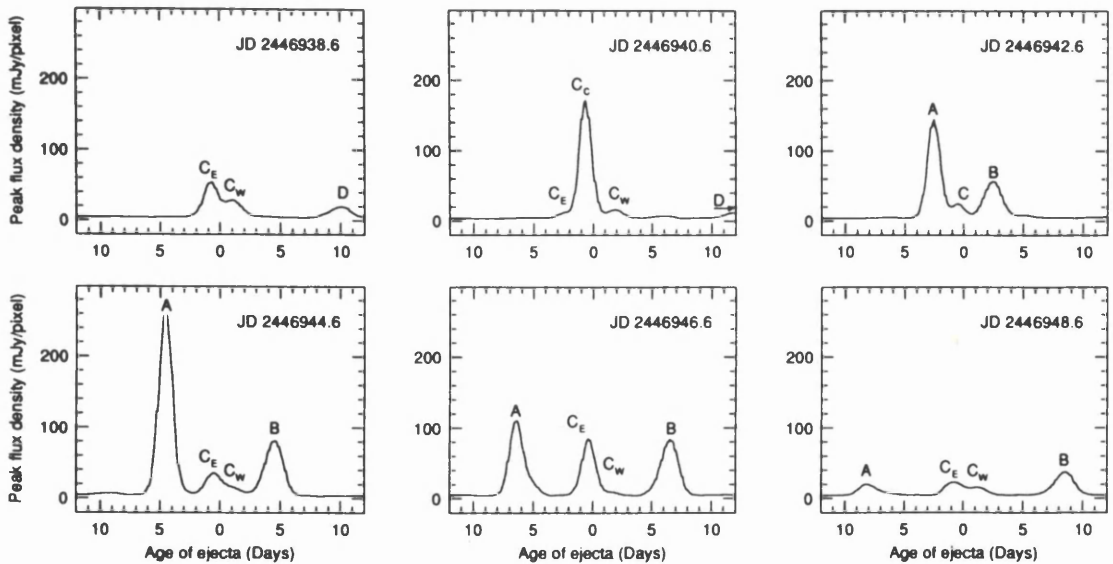 Peak flux density (mJy/pixel)
200
100
0
JD 2446938.6
C_E
C_W
D
10 5 0 5 10
200
100
0
JD 2446940.6
C_C
C_E
C_W
D
10 5 0 5 10
200
100
0
JD 2446942.6
A
C
B
10 5 0 5 10
Peak flux density (mJy/pixel)
200
100
0
JD 2446944.6
A
C_E
C_W
B
10 5 0 5 10
Age of ejecta (Days)
200
100
0
JD 2446946.6
A
C_E
C_W
B
10 5 0 5 10
Age of ejecta (Days)
200
100
0
JD 2446948.6
A
C_E
C_W
B
10 5 0 5 10
Age of ejecta (Days)